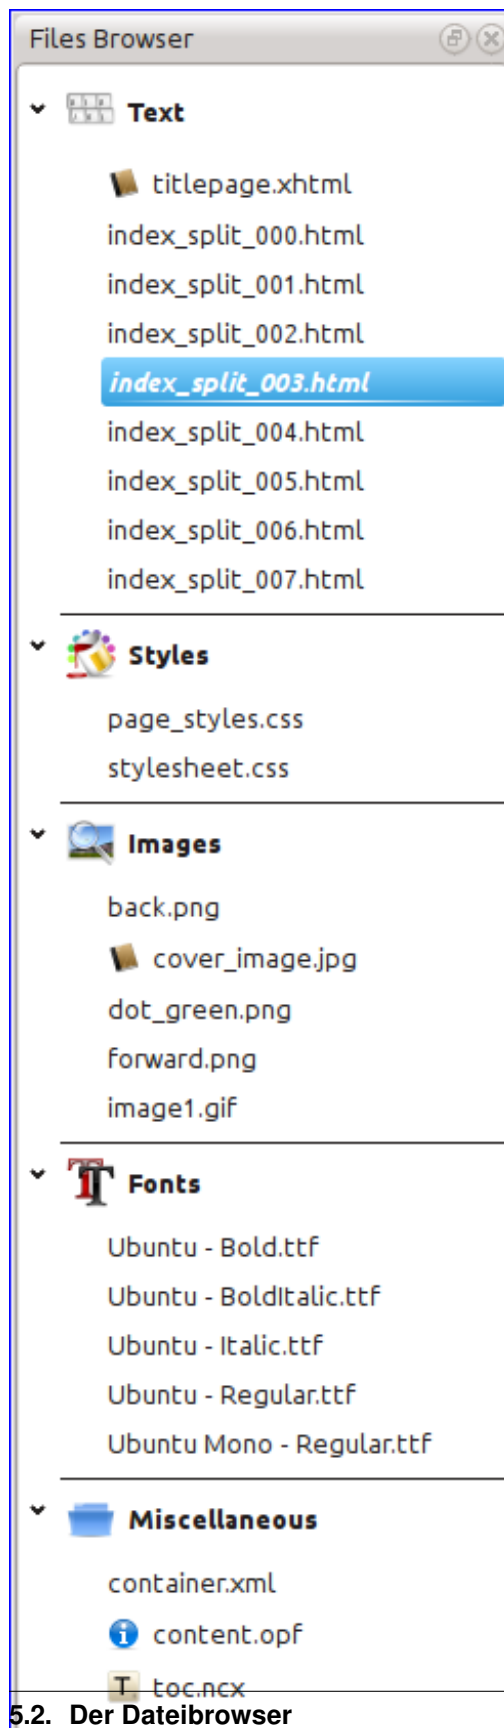 Files Browser
Text
titlepage.xhtml
index_split_000.html
index_split_001.html
index_split_002.html
index_split_003.html
index_split_004.html
index_split_005.html
index_split_006.html
index_split_007.html
Styles
page_styles.css
stylesheet.css
Images
back.png
cover_image.jpg
dot_green.png
forward.png
image1.gif
Fonts
Ubuntu - Bold.ttf
Ubuntu - BoldItalic.ttf
Ubuntu - Italic.ttf
Ubuntu - Regular.ttf
Ubuntu Mono - Regular.ttf
Miscellaneous
container.xml
content.opf
toc.ncx
5.2. Der Dateibrowser